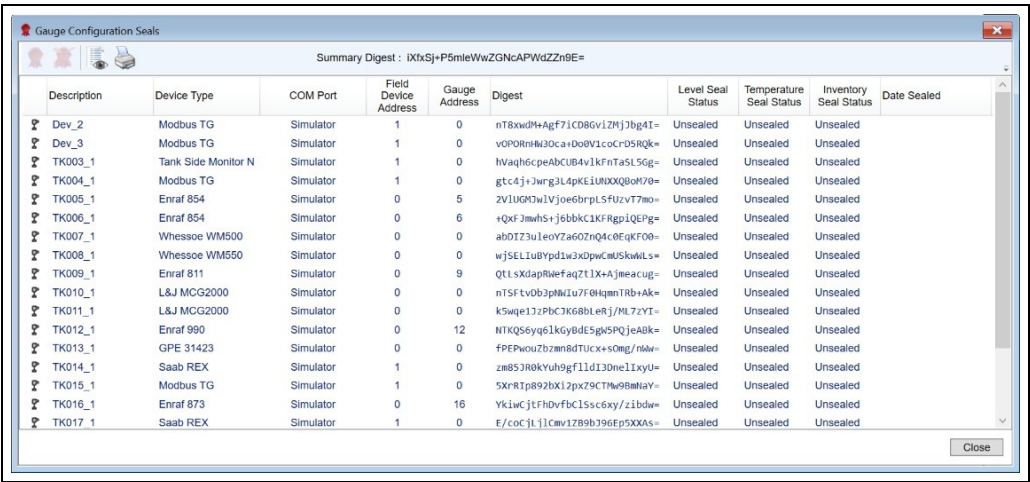 Gauge Configuration Seals
Summary Digest : iXfxSj+P5mleWwZGNcAPWdZZn9E=
Description Device Type COM Port Field Device Address Gauge Address Digest Level Seal Status Temperature Seal Status Inventory Seal Status Date Sealed
Dev_2 Modbus TG Simulator 1 0 nT8xwdM+Agf7iCD8GviZMjJbg4I= Unsealed Unsealed Unsealed
Dev_3 Modbus TG Simulator 1 0 vOPORnHW3Oca+Do0V1coCrD5RQk= Unsealed Unsealed Unsealed
TK003_1 Tank Side Monitor N Simulator 1 0 hVaqh6cpeAbCUB4vlkFnTaSL5Gg= Unsealed Unsealed Unsealed
TK004_1 Modbus TG Simulator 1 0 gtc4j+Jwrg3L4pKEiUNXXQBoM70= Unsealed Unsealed Unsealed
TK005_1 Enraf 854 Simulator 0 5 2VlUGMJwlVjoe6brpLSfUzvT7mo= Unsealed Unsealed Unsealed
TK006_1 Enraf 854 Simulator 0 6 +QxFJmwhS+j6bbkC1KFRgpiQEPg= Unsealed Unsealed Unsealed
TK007_1 Whessoe WM500 Simulator 0 0 abDIZ3uleoYZa6OZnQ4c0EqKFO0= Unsealed Unsealed Unsealed
TK008_1 Whessoe WM550 Simulator 0 0 wjSELIuBYpd1w3xDpwCmUSkwWLs= Unsealed Unsealed Unsealed
TK009_1 Enraf 811 Simulator 0 9 QtLsXdapRWefaqZtlX+Ajmeacug= Unsealed Unsealed Unsealed
TK010_1 L&J MCG2000 Simulator 0 0 nTSFtvDb3pNWIu7F0HqmnTRb+Ak= Unsealed Unsealed Unsealed
TK011_1 L&J MCG2000 Simulator 0 0 k5wqe1JzPbCJK68bLeRj/ML7zYI= Unsealed Unsealed Unsealed
TK012_1 Enraf 990 Simulator 0 12 NTKQS6yq6lkGyBdE5gW5PQjeABk= Unsealed Unsealed Unsealed
TK013_1 GPE 31423 Simulator 0 0 fPEPwouZbzmn8dTUcx+sOmg/nWw= Unsealed Unsealed Unsealed
TK014_1 Saab REX Simulator 1 0 zm85JR0kYuh9gflldI3DnelIxyU= Unsealed Unsealed Unsealed
TK015_1 Modbus TG Simulator 1 0 5XrRIp892bXi2pxZ9CTMw9BmNaY= Unsealed Unsealed Unsealed
TK016_1 Enraf 873 Simulator 0 16 YkiwCjtFhDvfbClSsc6xy/zibdw= Unsealed Unsealed Unsealed
TK017_1 Saab REX Simulator 1 0 E/coCjLjlCmv1ZB9bJ96Ep5XXAs= Unsealed Unsealed Unsealed
Close